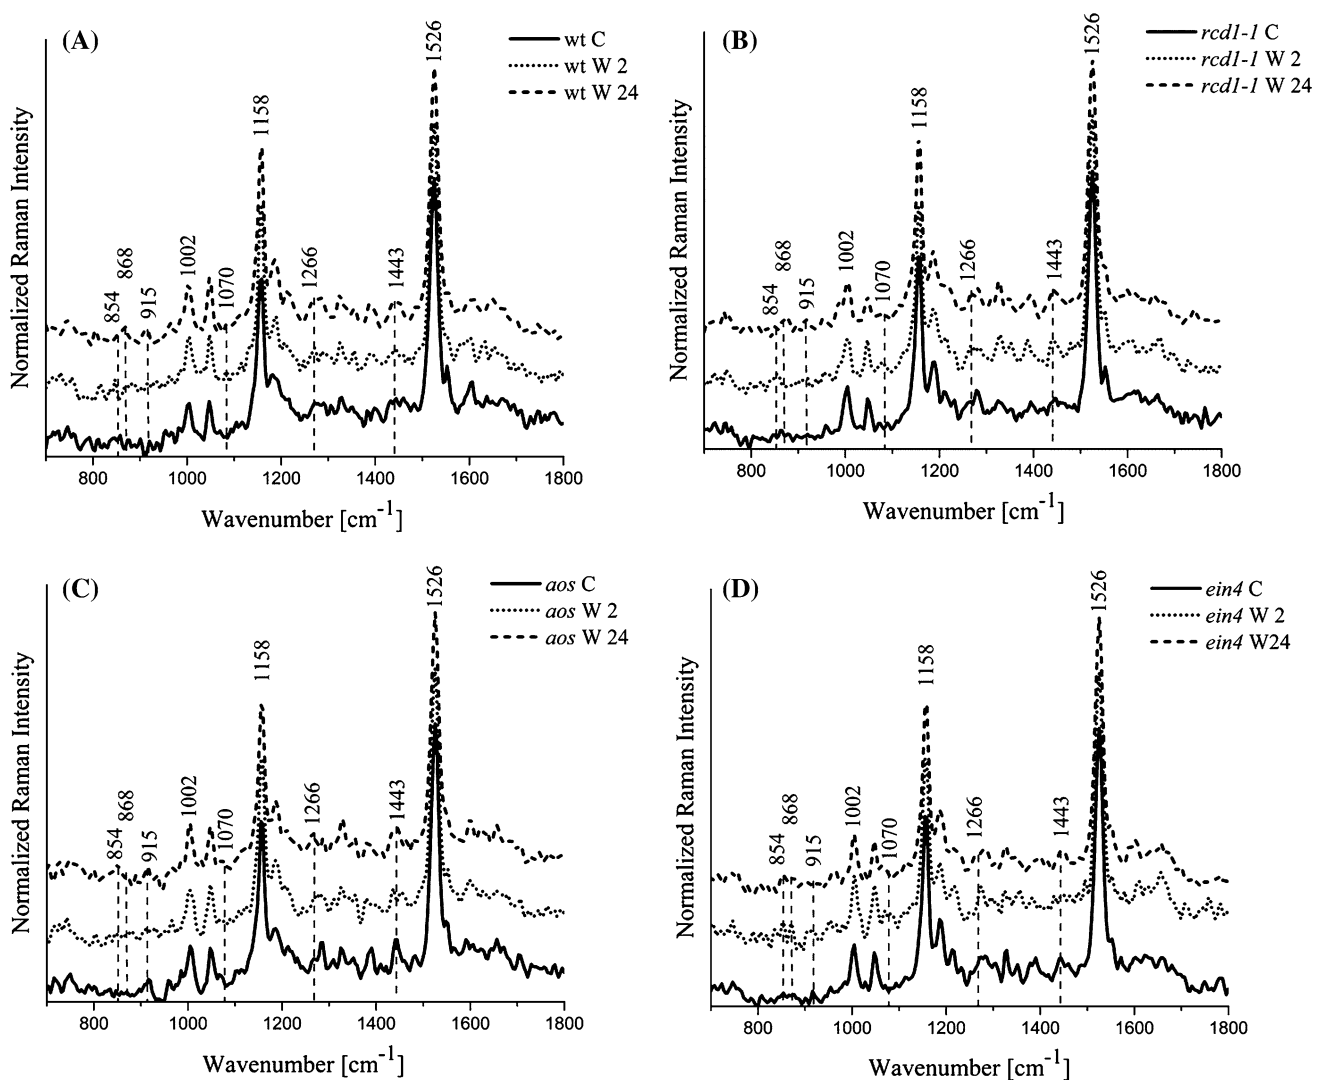 (A)
wt C
wt W 2
wt W 24
Normalized Raman Intensity
854
868
915
1002
1070
1158
1266
1443
1526
800 1000 1200 1400 1600 1800
Wavenumber [cm-1]
(B)
rcd1-1 C
rcd1-1 W 2
rcd1-1 W 24
Normalized Raman Intensity
854
868
915
1002
1070
1158
1266
1443
1526
800 1000 1200 1400 1600 1800
Wavenumber [cm-1]
(C)
aos C
aos W 2
aos W 24
Normalized Raman Intensity
854
868
915
1002
1070
1158
1266
1443
1526
800 1000 1200 1400 1600 1800
Wavenumber [cm-1]
(D)
ein4 C
ein4 W 2
ein4 W24
Normalized Raman Intensity
854
868
915
1002
1070
1158
1266
1443
1526
800 1000 1200 1400 1600 1800
Wavenumber [cm-1]